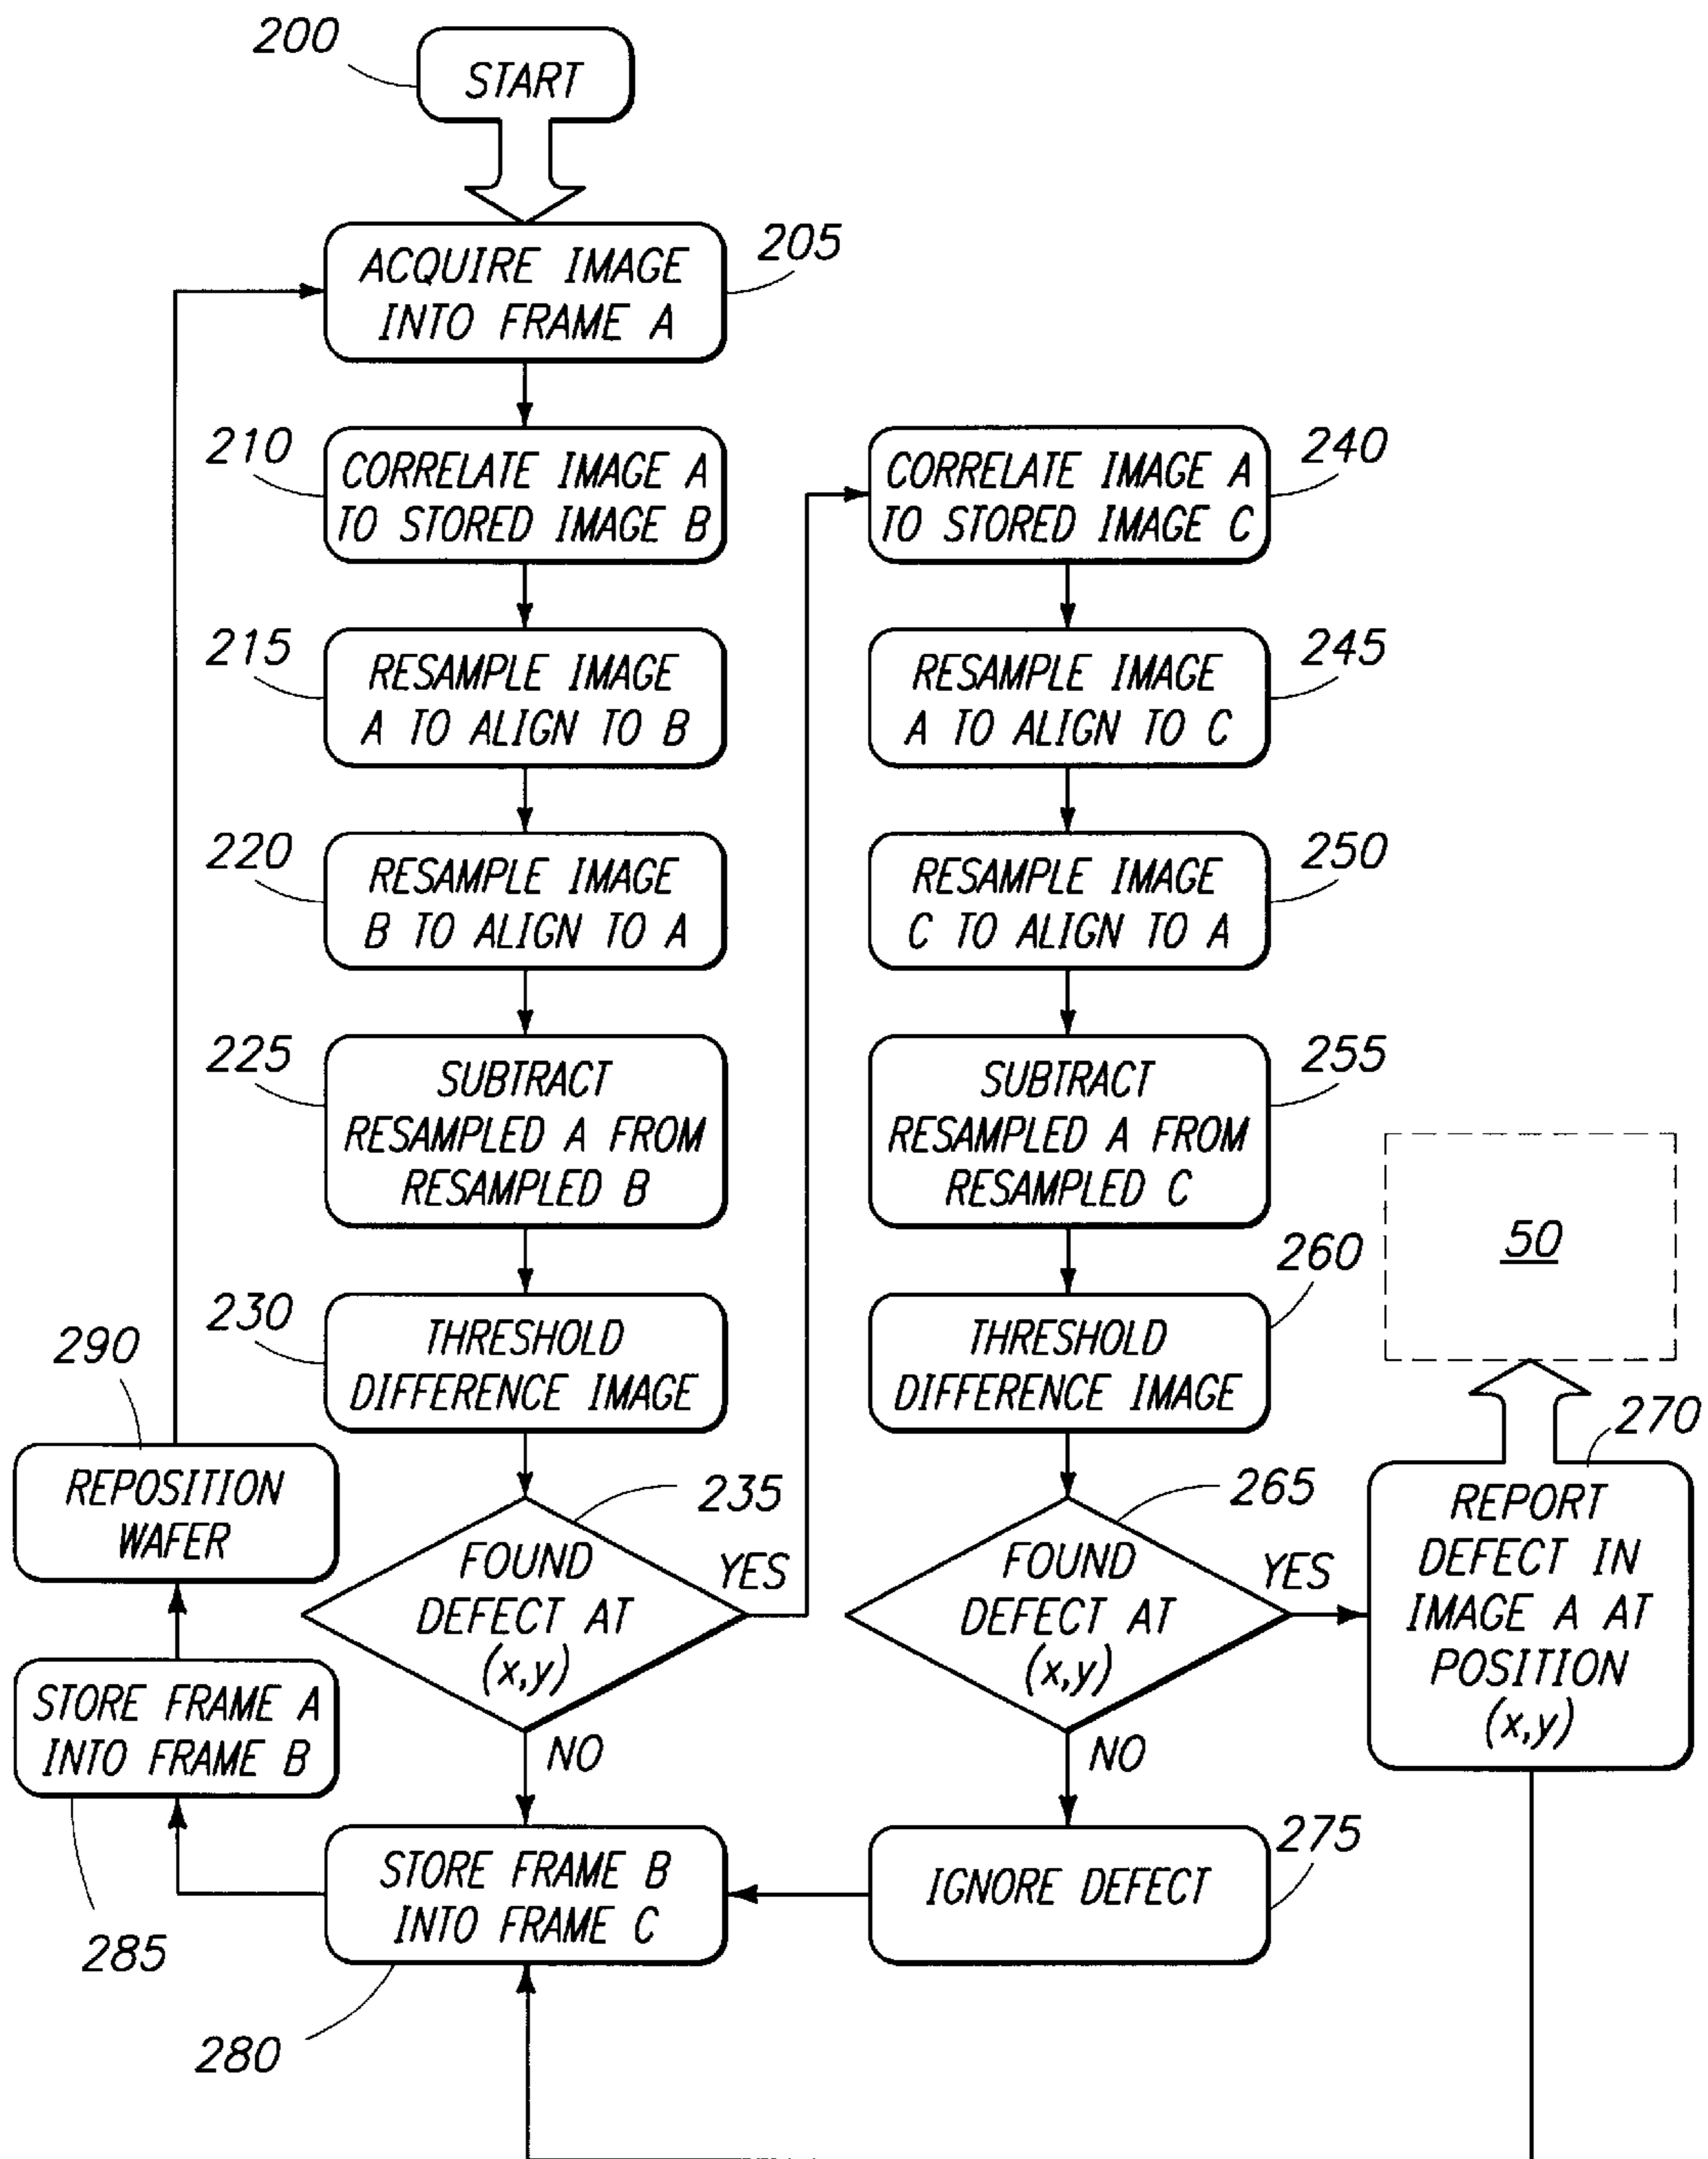 200
START
205
ACQUIRE IMAGE
INTO FRAME A
210
CORRELATE IMAGE A
TO STORED IMAGE B
215
RESAMPLE IMAGE
A TO ALIGN TO B
220
RESAMPLE IMAGE
B TO ALIGN TO A
225
SUBTRACT
RESAMPLED A FROM
RESAMPLED B
230
THRESHOLD
DIFFERENCE IMAGE
235
FOUND
DEFECT AT
(x,y)
YES
NO
240
CORRELATE IMAGE A
TO STORED IMAGE C
245
RESAMPLE IMAGE
A TO ALIGN TO C
250
RESAMPLE IMAGE
C TO ALIGN TO A
255
SUBTRACT
RESAMPLED A FROM
RESAMPLED C
260
THRESHOLD
DIFFERENCE IMAGE
265
FOUND
DEFECT AT
(x,y)
YES
NO
50
270
REPORT
DEFECT IN
IMAGE A AT
POSITION
(x,y)
275
IGNORE DEFECT
280
STORE FRAME B
INTO FRAME C
285
STORE FRAME A
INTO FRAME B
290
REPOSITION
WAFER